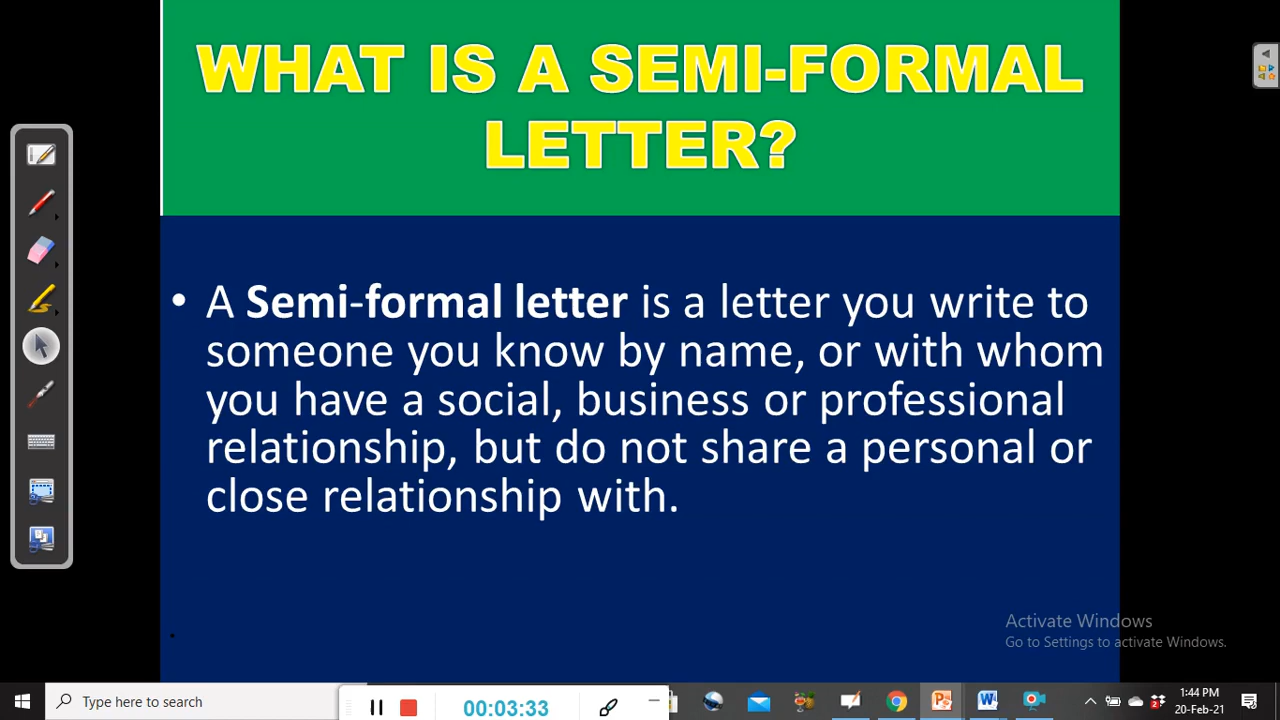 WHAT IS A SEMI-FORMAL
LETTER?
• A Semi-formal letter is a letter you write to
someone you know by name, or with whom
you have a social, business or professional
relationship, but do not share a personal or
close relationship with.
Activate Windows
Go to Settings to activate Windows.
Type here to search
00:03:33
1:44 PM
20-Feb-21